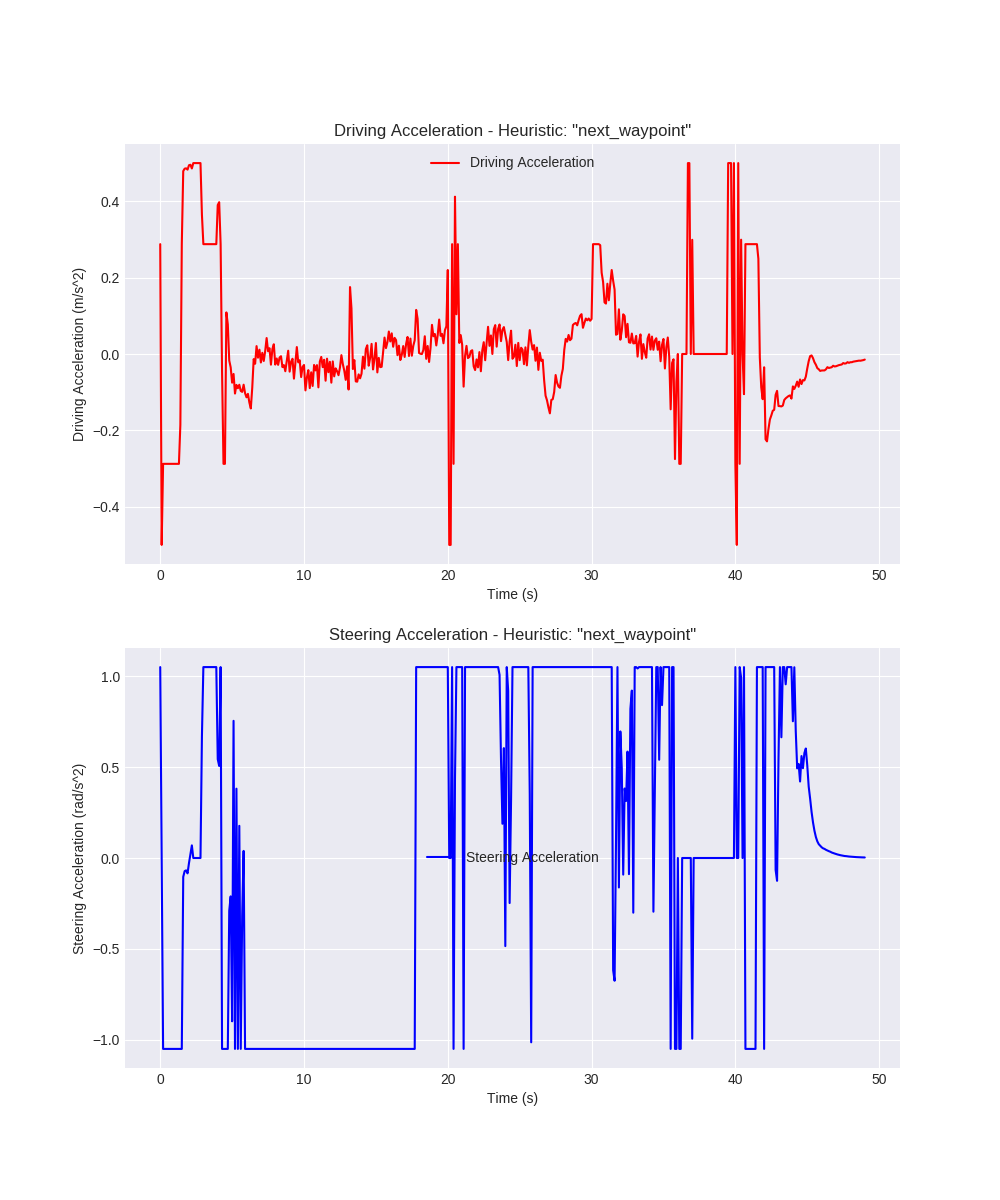 Driving Acceleration - Heuristic: "next_waypoint"
Driving Acceleration
Driving Acceleration (m/s^2)
0.4
0.2
0.0
−0.2
−0.4
0 10 20 30 40 50
Time (s)
Steering Acceleration - Heuristic: "next_waypoint"
Steering Acceleration (rad/s^2)
1.0
0.5
0.0
Steering Acceleration
−0.5
−1.0
0 10 20 30 40 50
Time (s)